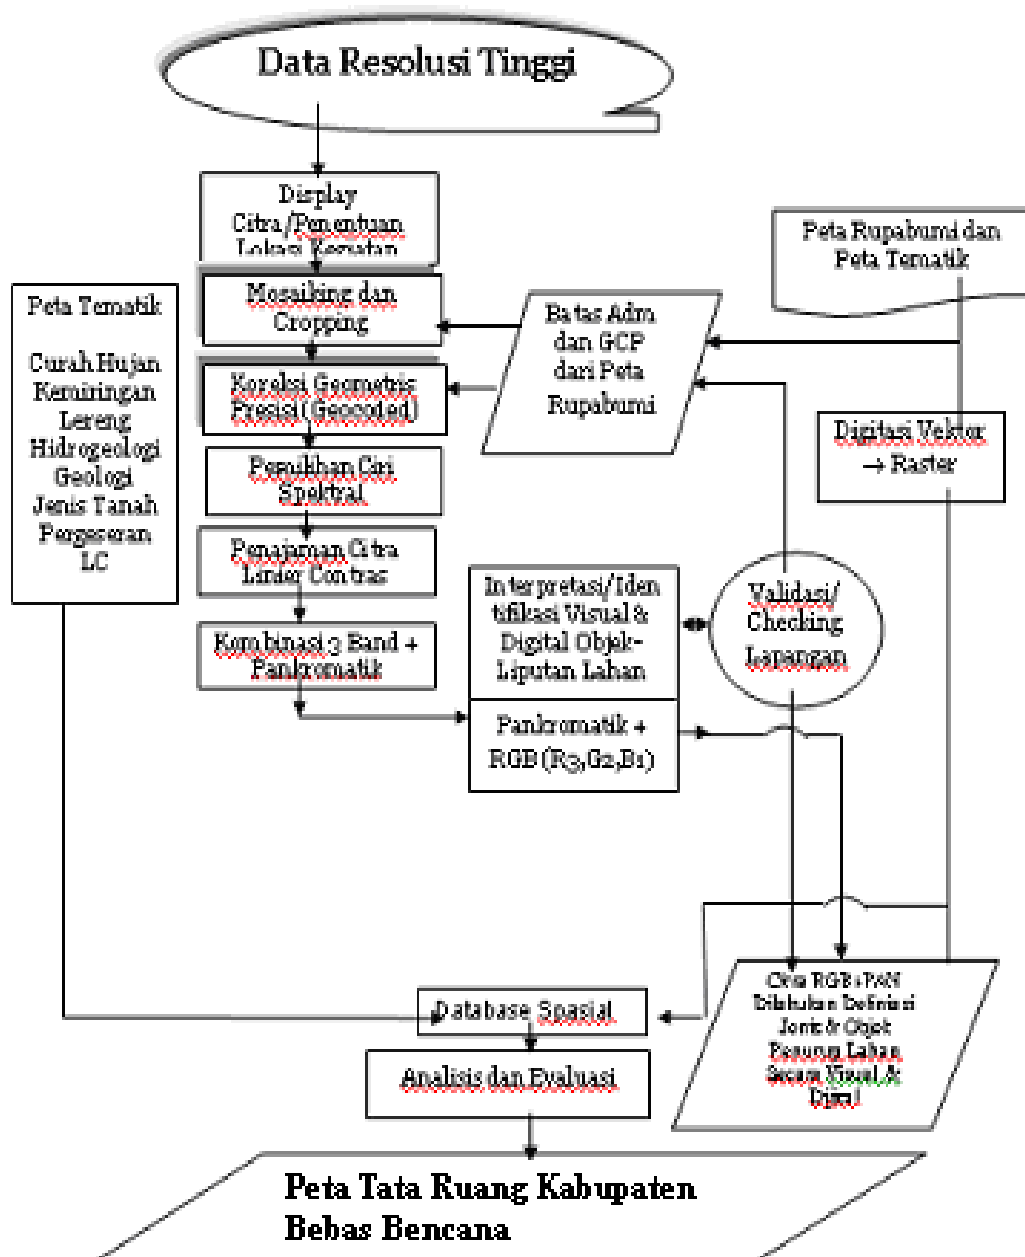 Data Resolusi Tinggi
Display
Citra/Penentuan
Lokasi Kegiatan
Mosaiking dan
Cropping
Koreksi Geometris
Presisi (Geocoded)
Pemilihan Ciri
Spektral
Penajaman Citra
Linier Contras
Kombinasi 3 Band +
Pankromatik
Peta Tematik
Curah Hujan
Kemiringan
Lereng
Hidrogeologi
Geologi
Jenis Tanah
Pergeseran
LC
Batas Adm
dan GCP
dari Peta
Rupabumi
Peta Rupabumi dan
Peta Tematik
Digitasi Vektor
→ Raster
Interpretasi/Iden
tifikasi Visual &
Digital Objek-
Liputan Lahan
Pankromatik +
RGB (R3,G2,B1)
Validasi/
Checking
Lapangan
Citra RGB+PAN
Dilakukan Definiasi
Jenis & Objek
Penutup Lahan
Secara Visual &
Dijital
Database Spasial
Analisis dan Evaluasi
Peta Tata Ruang Kabupaten
Bebas Bencana